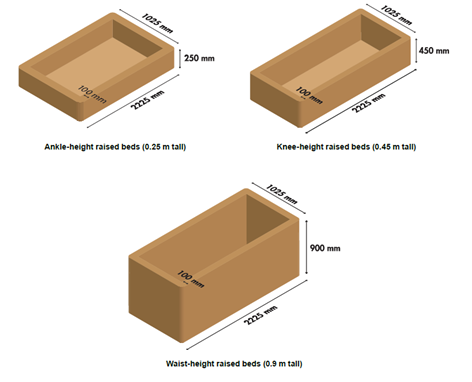 1025 mm
250 mm
100 mm
2225 mm
Ankle-height raised beds (0.25 m tall)
1025 mm
450 mm
100 mm
2225 mm
Knee-height raised beds (0.45 m tall)
1025 mm
900 mm
100 mm
2225 mm
Waist-height raised beds (0.9 m tall)